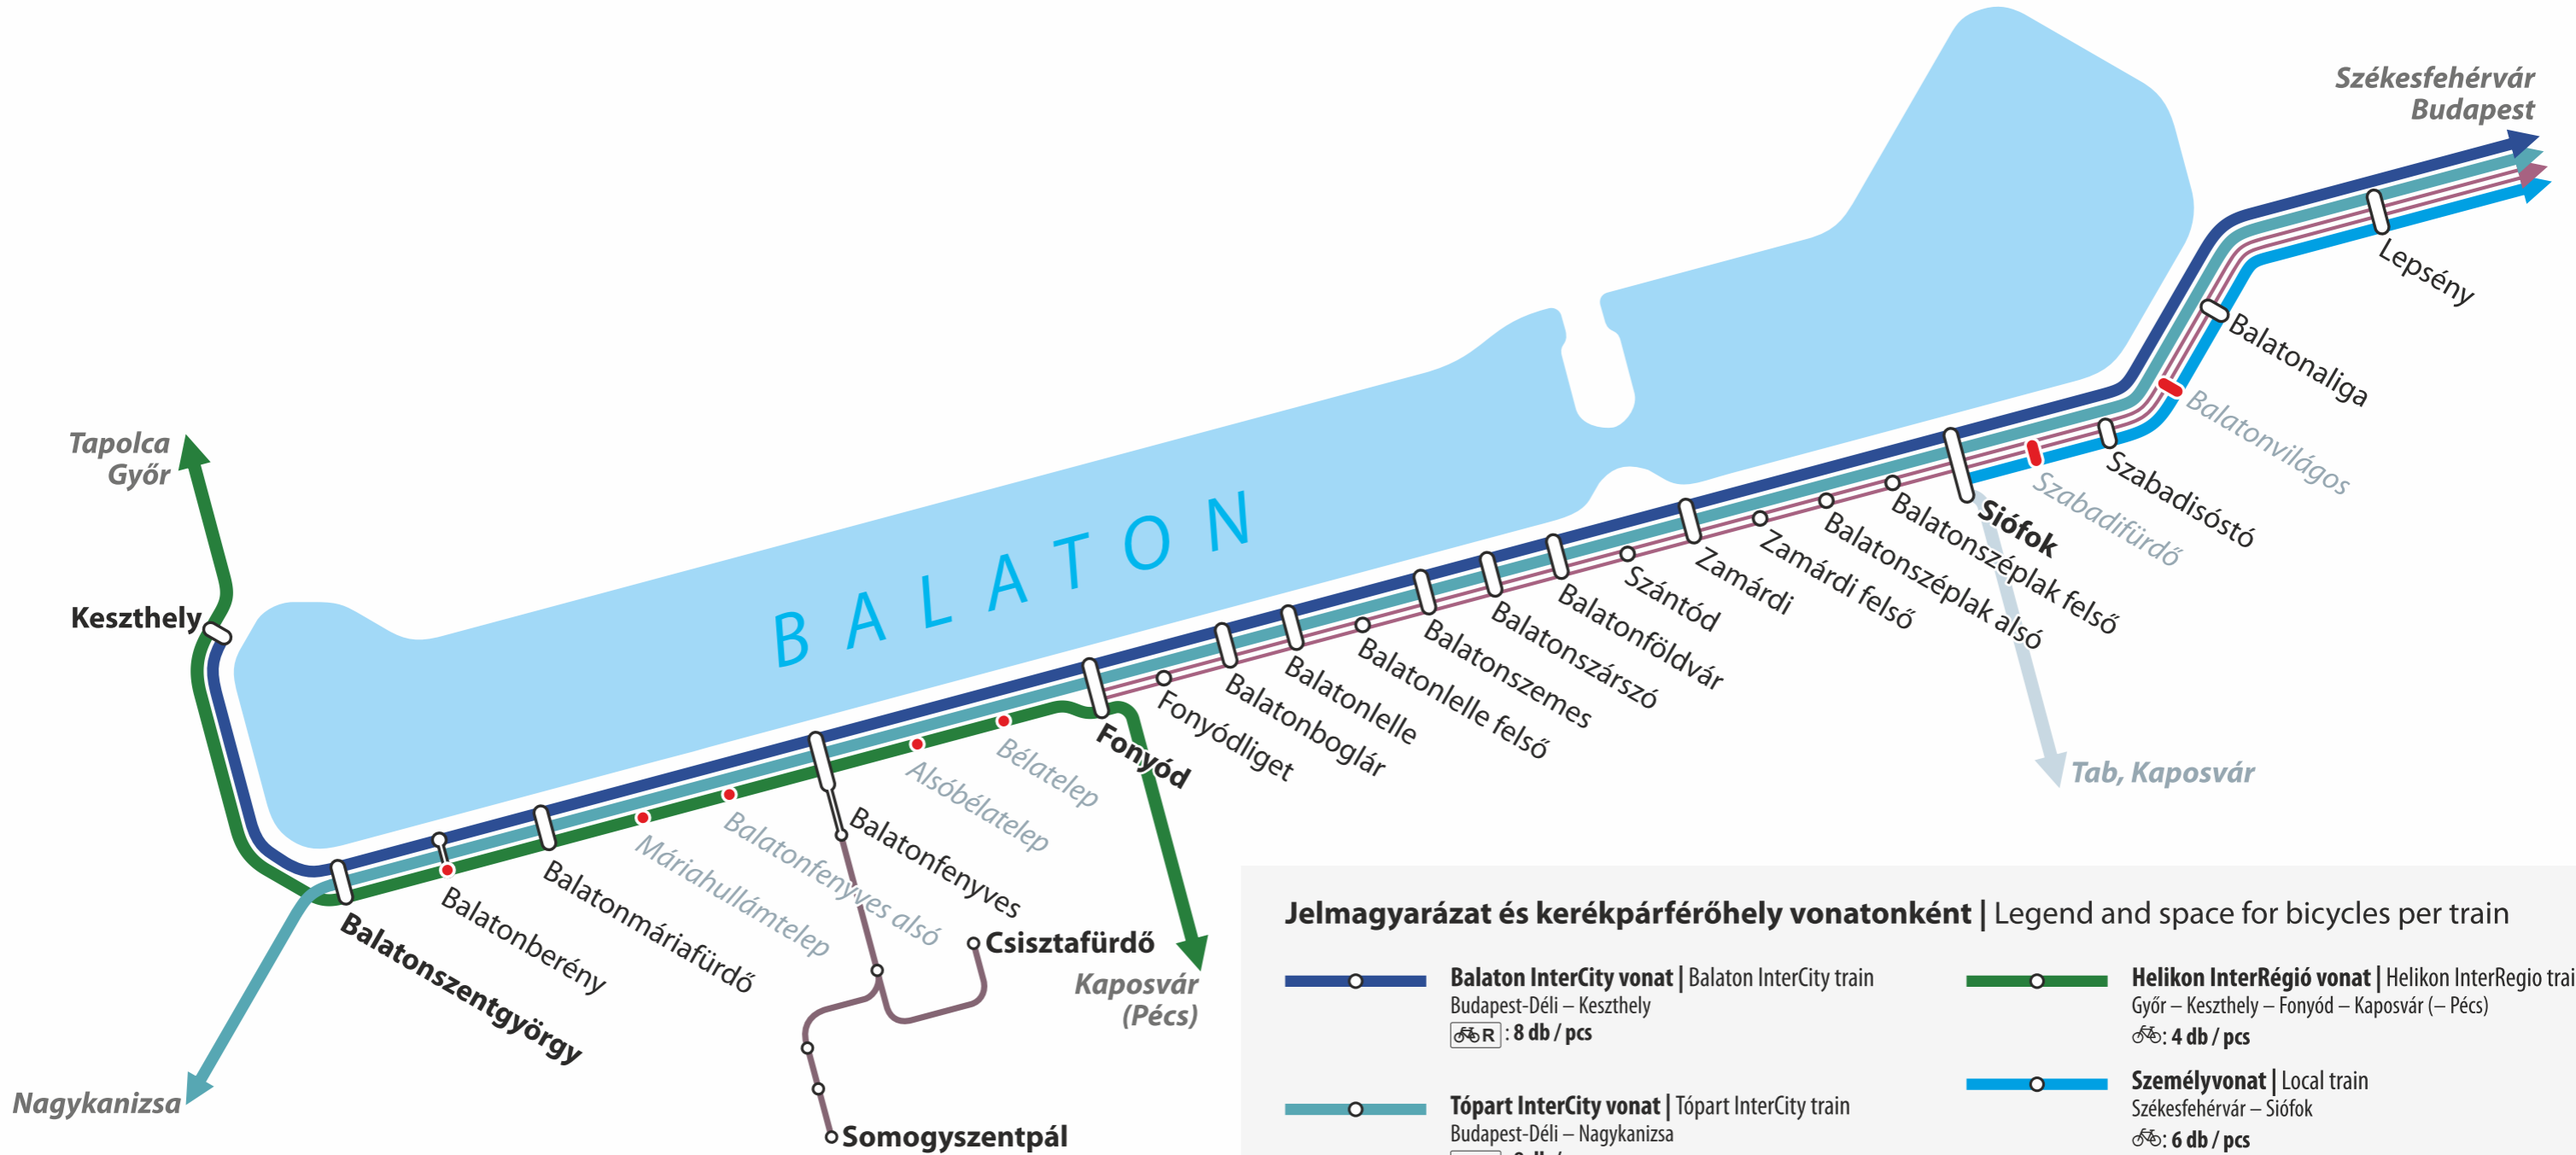 Székesfehérvár
Budapest
Lepsény
Balatonaliga
Balatonvilágos
Szabadisóstó
Szabadifürdő
Siófok
Balatonszéplak felső
Balatonszéplak alsó
Zamárdi felső
Zamárdi
Szántód
Balatonföldvár
Balatonszárszó
Balatonszemes
Balatonlelle felső
Balatonlelle
Balatonboglár
Fonyódliget
Fonyód
Bélatelep
Alsóbélatelep
Balatonfenyves
Balatonfenyves alsó
Máriahullámtelep
Balatonmáriafürdő
Balatonberény
Balatonszentgyörgy
Keszthely
Tapolca
Győr
BALATON
Tab, Kaposvár
Kaposvár
(Pécs)
Csisztafürdő
Somogyszentpál
Nagykanizsa
Jelmagyarázat és kerékpárférőhely vonatonként | Legend and space for bicycles per train
Balaton InterCity vonat | Balaton InterCity train
Budapest-Déli – Keszthely
R : 8 db / pcs
Tópart InterCity vonat | Tópart InterCity train
Budapest-Déli – Nagykanizsa
Helikon InterRégió vonat | Helikon InterRegio trai
Győr – Keszthely – Fonyód – Kaposvár (– Pécs)
: 4 db / pcs
Személyvonat | Local train
Székesfehérvár – Siófok
: 6 db / pcs